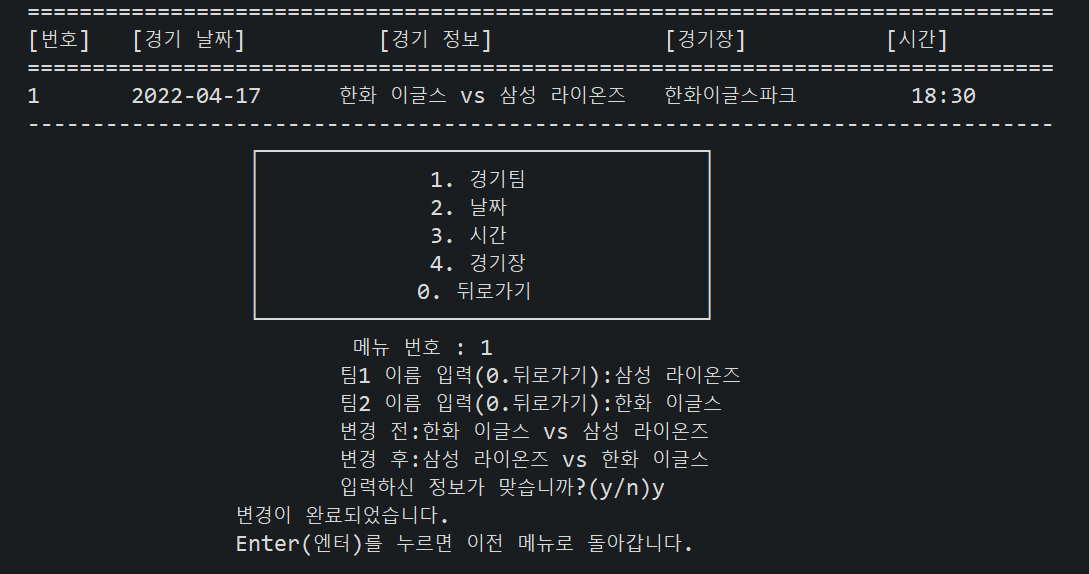 ===============================================================================
[번호] [경기 날짜] [경기 정보] [경기장] [시간]
===============================================================================
1 2022-04-17 한화 이글스 vs 삼성 라이온즈 한화이글스파크 18:30
-------------------------------------------------------------------------------
1. 경기팀
2. 날짜
3. 시간
4. 경기장
0. 뒤로가기
메뉴 번호 : 1
팀1 이름 입력(0.뒤로가기):삼성 라이온즈
팀2 이름 입력(0.뒤로가기):한화 이글스
변경 전:한화 이글스 vs 삼성 라이온즈
변경 후:삼성 라이온즈 vs 한화 이글스
입력하신 정보가 맞습니까?(y/n)y
변경이 완료되었습니다.
Enter(엔터)를 누르면 이전 메뉴로 돌아갑니다.